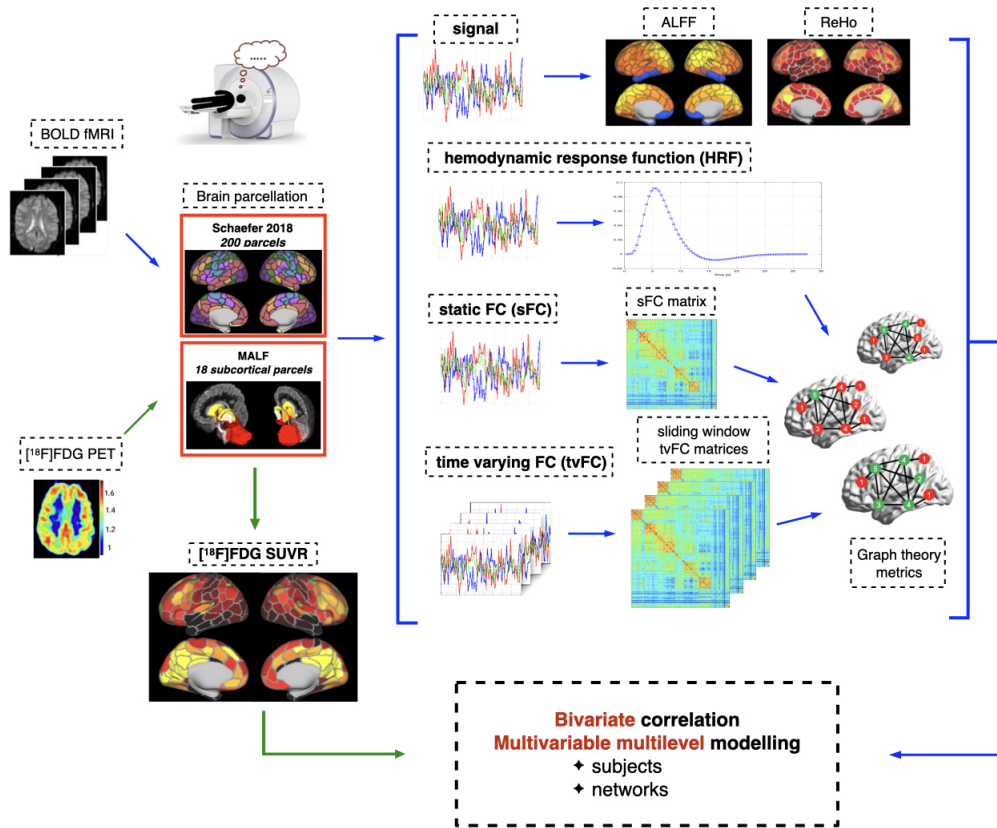 signal
ALFF
ReHo
.....
BOLD fMRI
hemodynamic response function (HRF)
Brain parcellation
Schaefer 2018
200 parcels
static FC (sFC)
sFC matrix
MALF
18 subcortical parcels
[¹⁸F]FDG PET
1.6
1.4
1.2
1
time varying FC (tvFC)
sliding window
tvFC matrices
[¹⁸F]FDG SUVR
Graph theory
metrics
Bivariate correlation
Multivariable multilevel modelling
✦ subjects
✦ networks